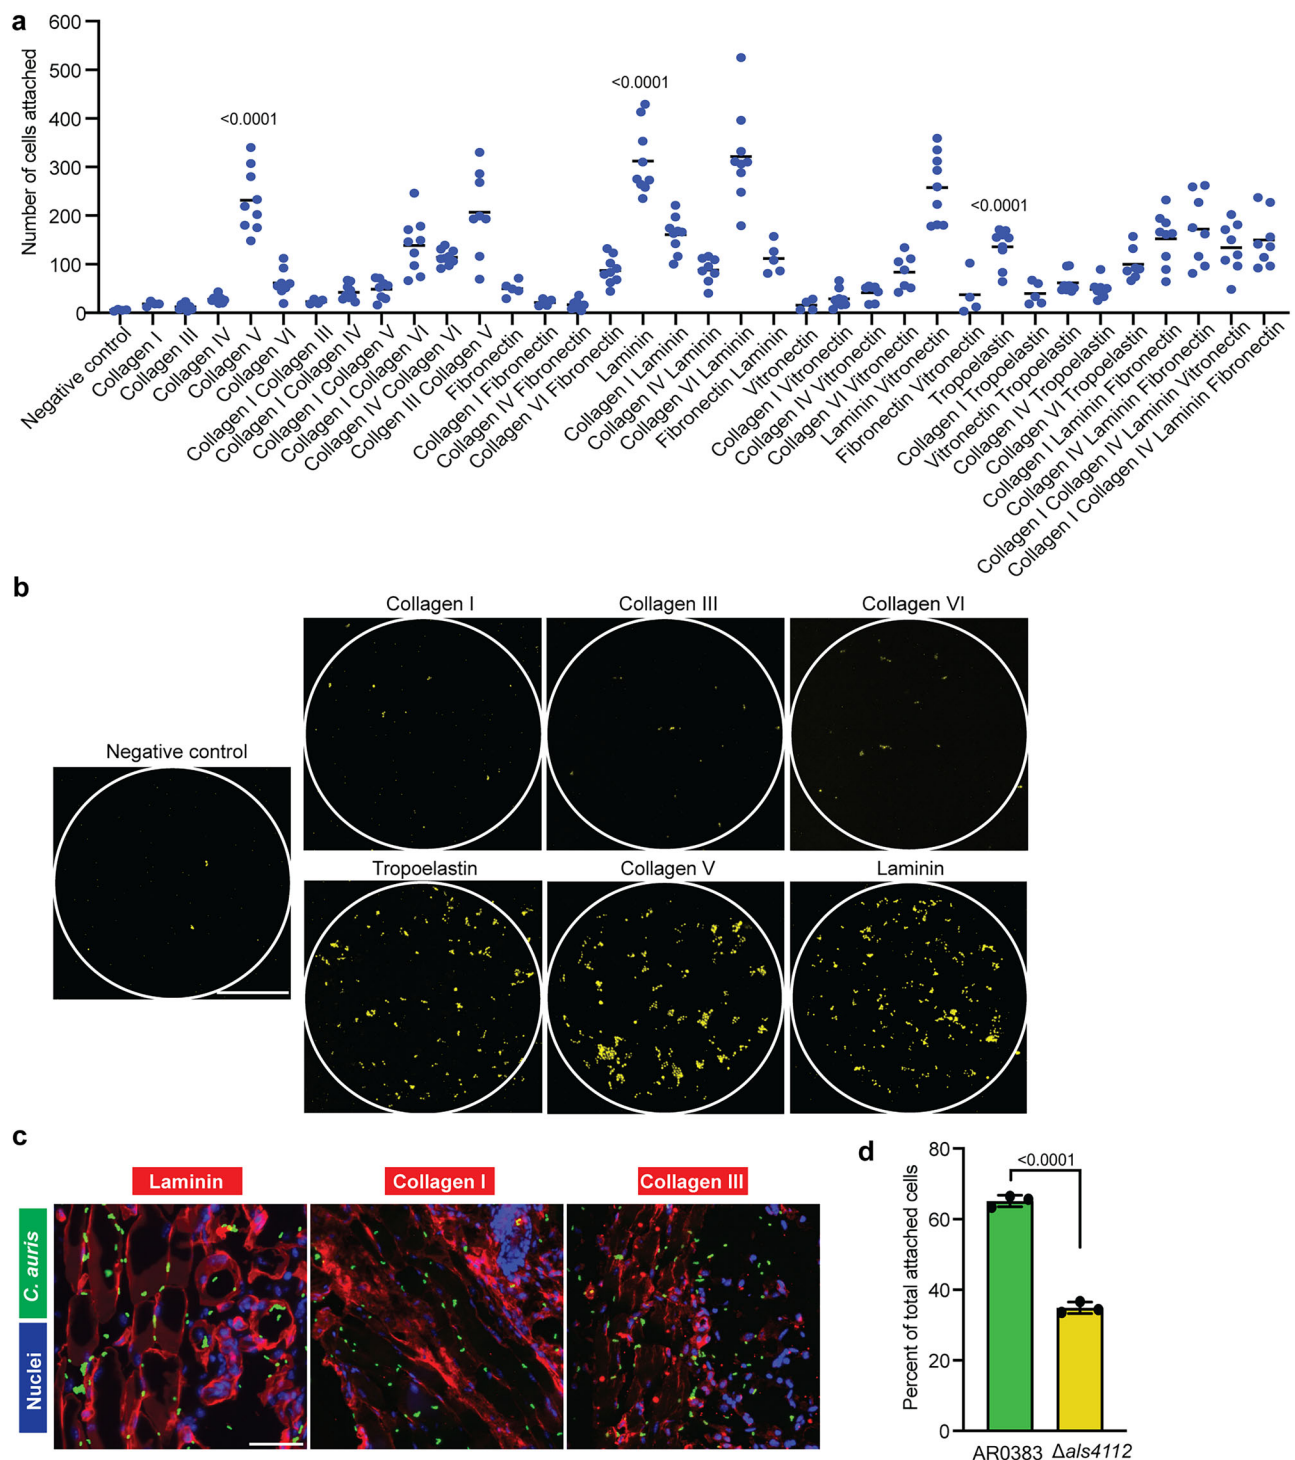 a
600
500
400
300
200
100
0
Number of cells attached
<0.0001
<0.0001
<0.0001
Negative control
Collagen I
Collagen III
Collagen IV
Collagen V
Collagen VI
Collagen I Collagen III
Collagen I Collagen IV
Collagen I Collagen V
Collagen I Collagen VI
Collagen IV Collagen VI
Colligen III Collagen V
Fibronectin
Collagen I Fibronectin
Collagen IV Fibronectin
Collagen VI Fibronectin
Laminin
Collagen I Laminin
Collagen IV Laminin
Collagen VI Laminin
Fibronectin Laminin
Vitronectin
Collagen I Vitronectin
Collagen IV Vitronectin
Collagen VI Vitronectin
Laminin Vitronectin
Fibronectin Vitronectin
Tropoelastin
Collagen I Tropoelastin
Vitronectin Tropoelastin
Collagen IV Tropoelastin
Collagen VI Tropoelastin
Collagen I Laminin Fibronectin
Collagen IV Laminin Fibronectin
Collagen I Collagen IV Laminin Vitronectin
Collagen I Collagen IV Laminin Fibronectin
b
Collagen I
Collagen III
Collagen VI
Negative control
Tropoelastin
Collagen V
Laminin
c
Laminin
Collagen I
Collagen III
C. auris
Nuclei
d
80
60
40
20
0
Percent of total attached cells
<0.0001
AR0383
Δals4112